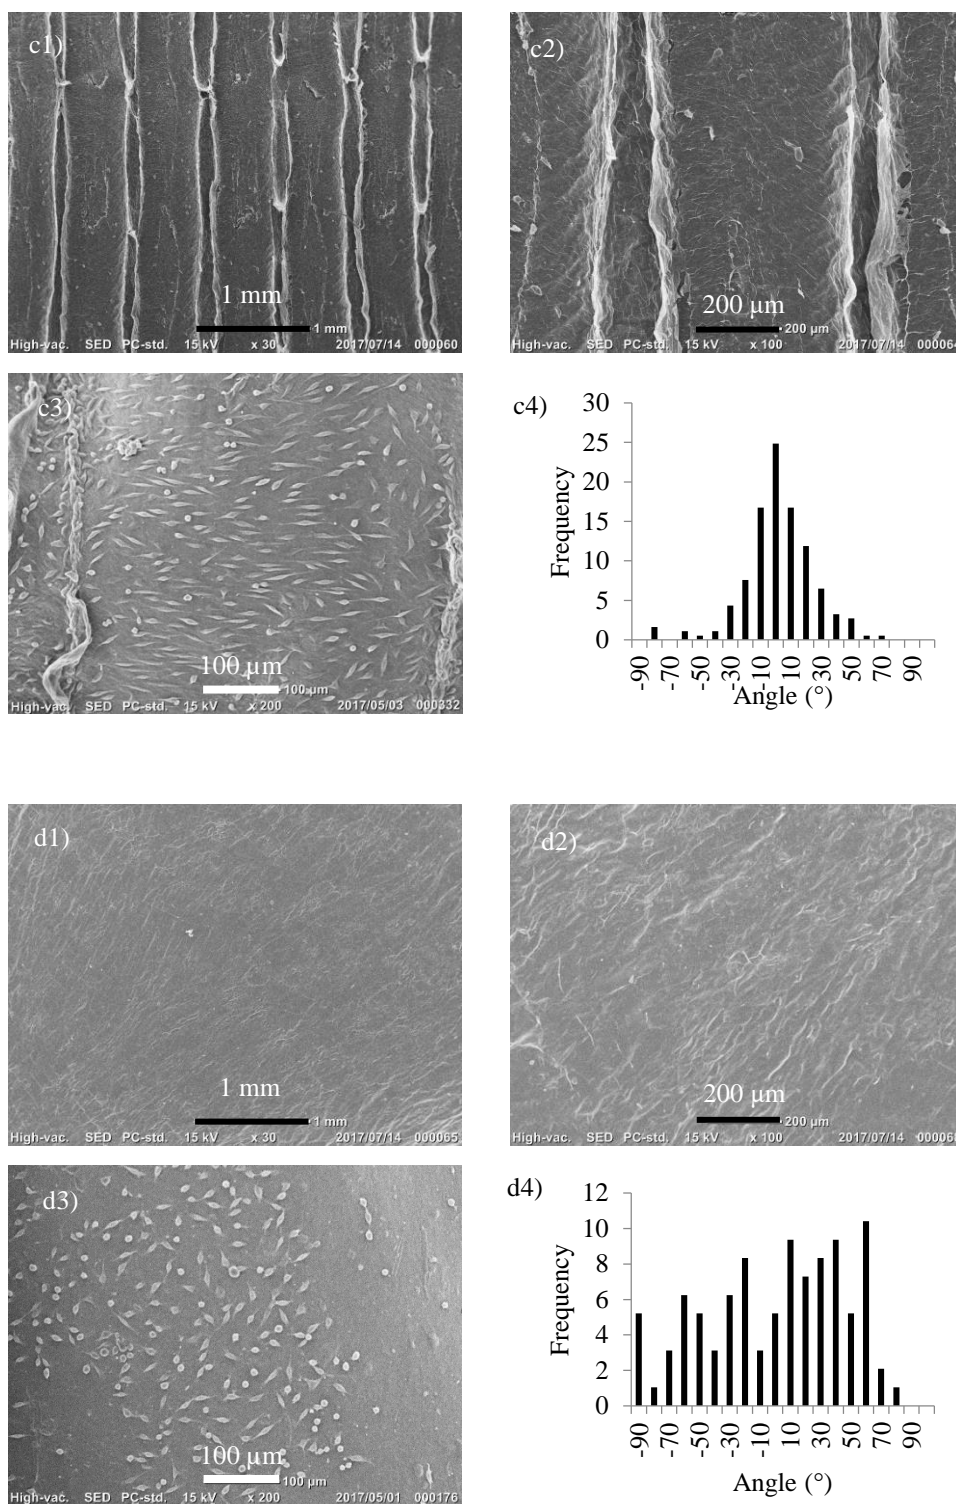 c1)
1 mm
1 mm
High-vac. SED PC-std. 15 kV x 30 2017/07/14 000060
c2)
200 µm
200 µm
High-vac. SED PC-std. 15 kV x 100 2017/07/14
c3)
100 µm
100 µm
High-vac. SED PC-std. 15 kV x 200 2017/05/03 000332
c4)
Frequency
30
25
20
15
10
5
0
-90
-70
-50
-30
-10
10
30
50
70
90
Angle (°)
d1)
1 mm
1 mm
High-vac. SED PC-std. 15 kV x 30 2017/07/14 000065
d2)
200 µm
200 µm
High-vac. SED PC-std. 15 kV x 100 2017/07/14
d3)
100 µm
100 µm
High-vac. SED PC-std. 15 kV x 200 2017/05/01 000176
d4)
Frequency
12
10
8
6
4
2
0
-90
-70
-50
-30
-10
10
30
50
70
90
Angle (°)